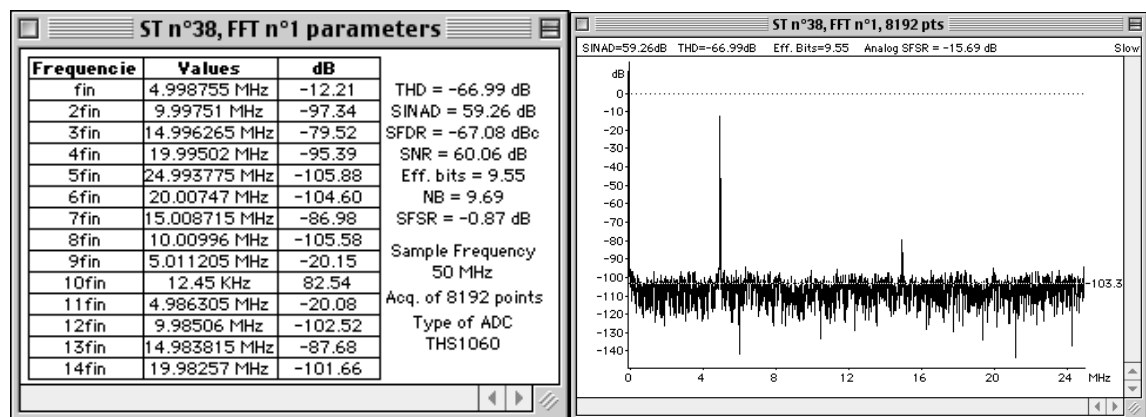 ST n°38, FFT n°1 parameters
Frequencie Values dB
fin 4.998755 MHz -12.21
2fin 9.99751 MHz -97.34
3fin 14.996265 MHz -79.52
4fin 19.99502 MHz -95.39
5fin 24.993775 MHz -105.88
6fin 20.00747 MHz -104.60
7fin 15.008715 MHz -86.98
8fin 10.00996 MHz -105.58
9fin 5.011205 MHz -20.15
10fin 12.45 KHz 82.54
11fin 4.986305 MHz -20.08
12fin 9.98506 MHz -102.52
13fin 14.983815 MHz -87.68
14fin 19.98257 MHz -101.66
THD = -66.99 dB
SINAD = 59.26 dB
SFDR = -67.08 dBc
SNR = 60.06 dB
Eff. bits = 9.55
NB = 9.69
SFSR = -0.87 dB
Sample Frequency
50 MHz
Acq. of 8192 points
Type of ADC
THS1060
ST n°38, FFT n°1, 8192 pts
SINAD=59.26dB THD=-66.99dB Eff. Bits=9.55 Analog SFSR = -15.69 dB Slow
dB
0
-10
-20
-30
-40
-50
-60
-70
-80
-90
-100
-103.3
-110
-120
-130
-140
0 4 8 12 16 20 24 MHz